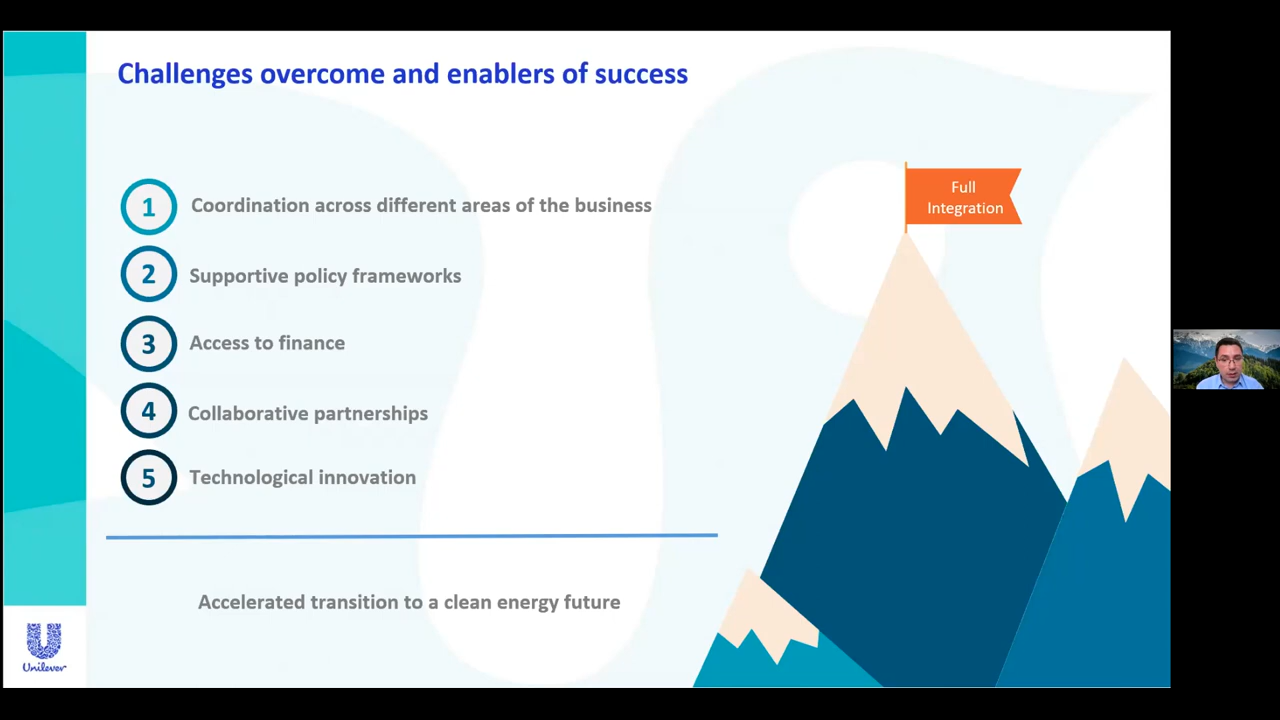 Challenges overcome and enablers of success
Full
Integration
1 Coordination across different areas of the business
2 Supportive policy frameworks
3 Access to finance
4 Collaborative partnerships
5 Technological innovation
Accelerated transition to a clean energy future
Unilever